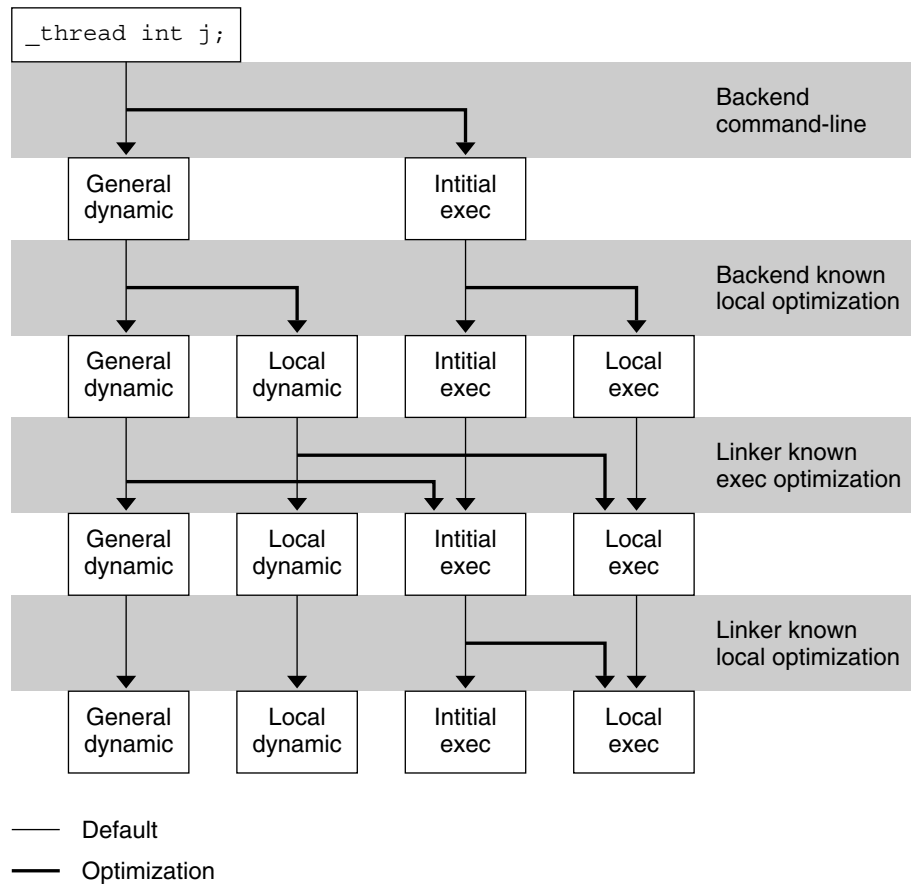 _thread int j;
Backend
command-line
General
dynamic
Intitial
exec
Backend known
local optimization
General
dynamic
Local
dynamic
Intitial
exec
Local
exec
Linker known
exec optimization
General
dynamic
Local
dynamic
Intitial
exec
Local
exec
Linker known
local optimization
General
dynamic
Local
dynamic
Intitial
exec
Local
exec
Default
Optimization